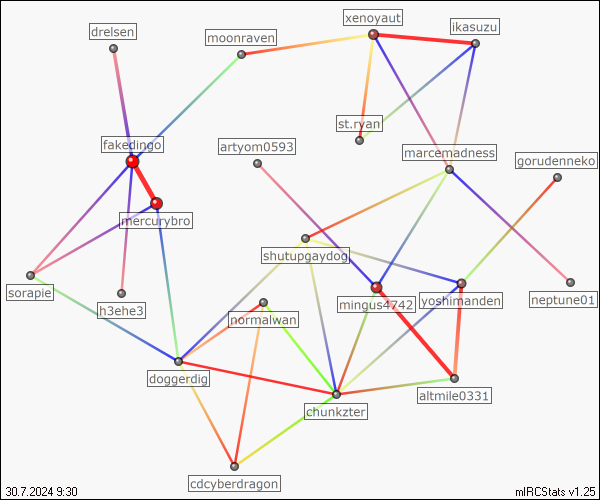 xenoyaut
ikasuzu
drelsen
moonraven
st.ryan
fakedingo
artyom0593
marcemadness
gorudenneko
mercurybro
shutupgaydog
sorapie
h3ehe3
normalwan
mingus4742
yoshimanden
neptune01
doggerdig
chunkzter
altmile0331
cdcyberdragon
30.7.2024 9:30
mIRCStats v1.25